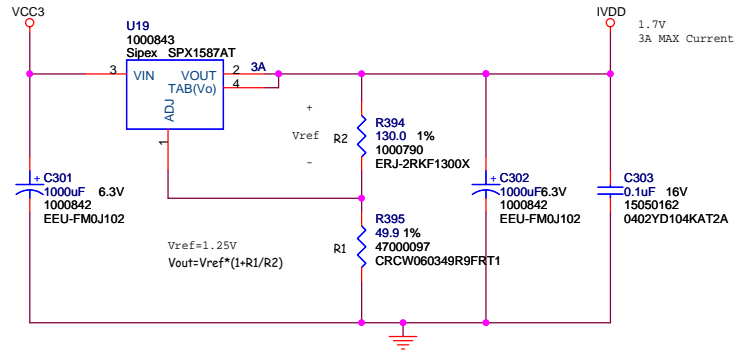 VCC3
IVDD
1.7V
3A MAX Current
U19
1000843
Sipex SPX1587AT
3
VIN
VOUT
2
3A
TAB(Vo)
4
ADJ
1
+
Vref
-
R2
R394
130.0 1%
1000790
ERJ-2RKF1300X
+
C301
1000uF 6.3V
1000842
EEU-FM0J102
+
C302
1000uF6.3V
1000842
EEU-FM0J102
C303
0.1uF 16V
15050162
0402YD104KAT2A
R1
R395
49.9 1%
47000097
CRCW060349R9FRT1
Vref=1.25V
Vout=Vref*(1+R1/R2)